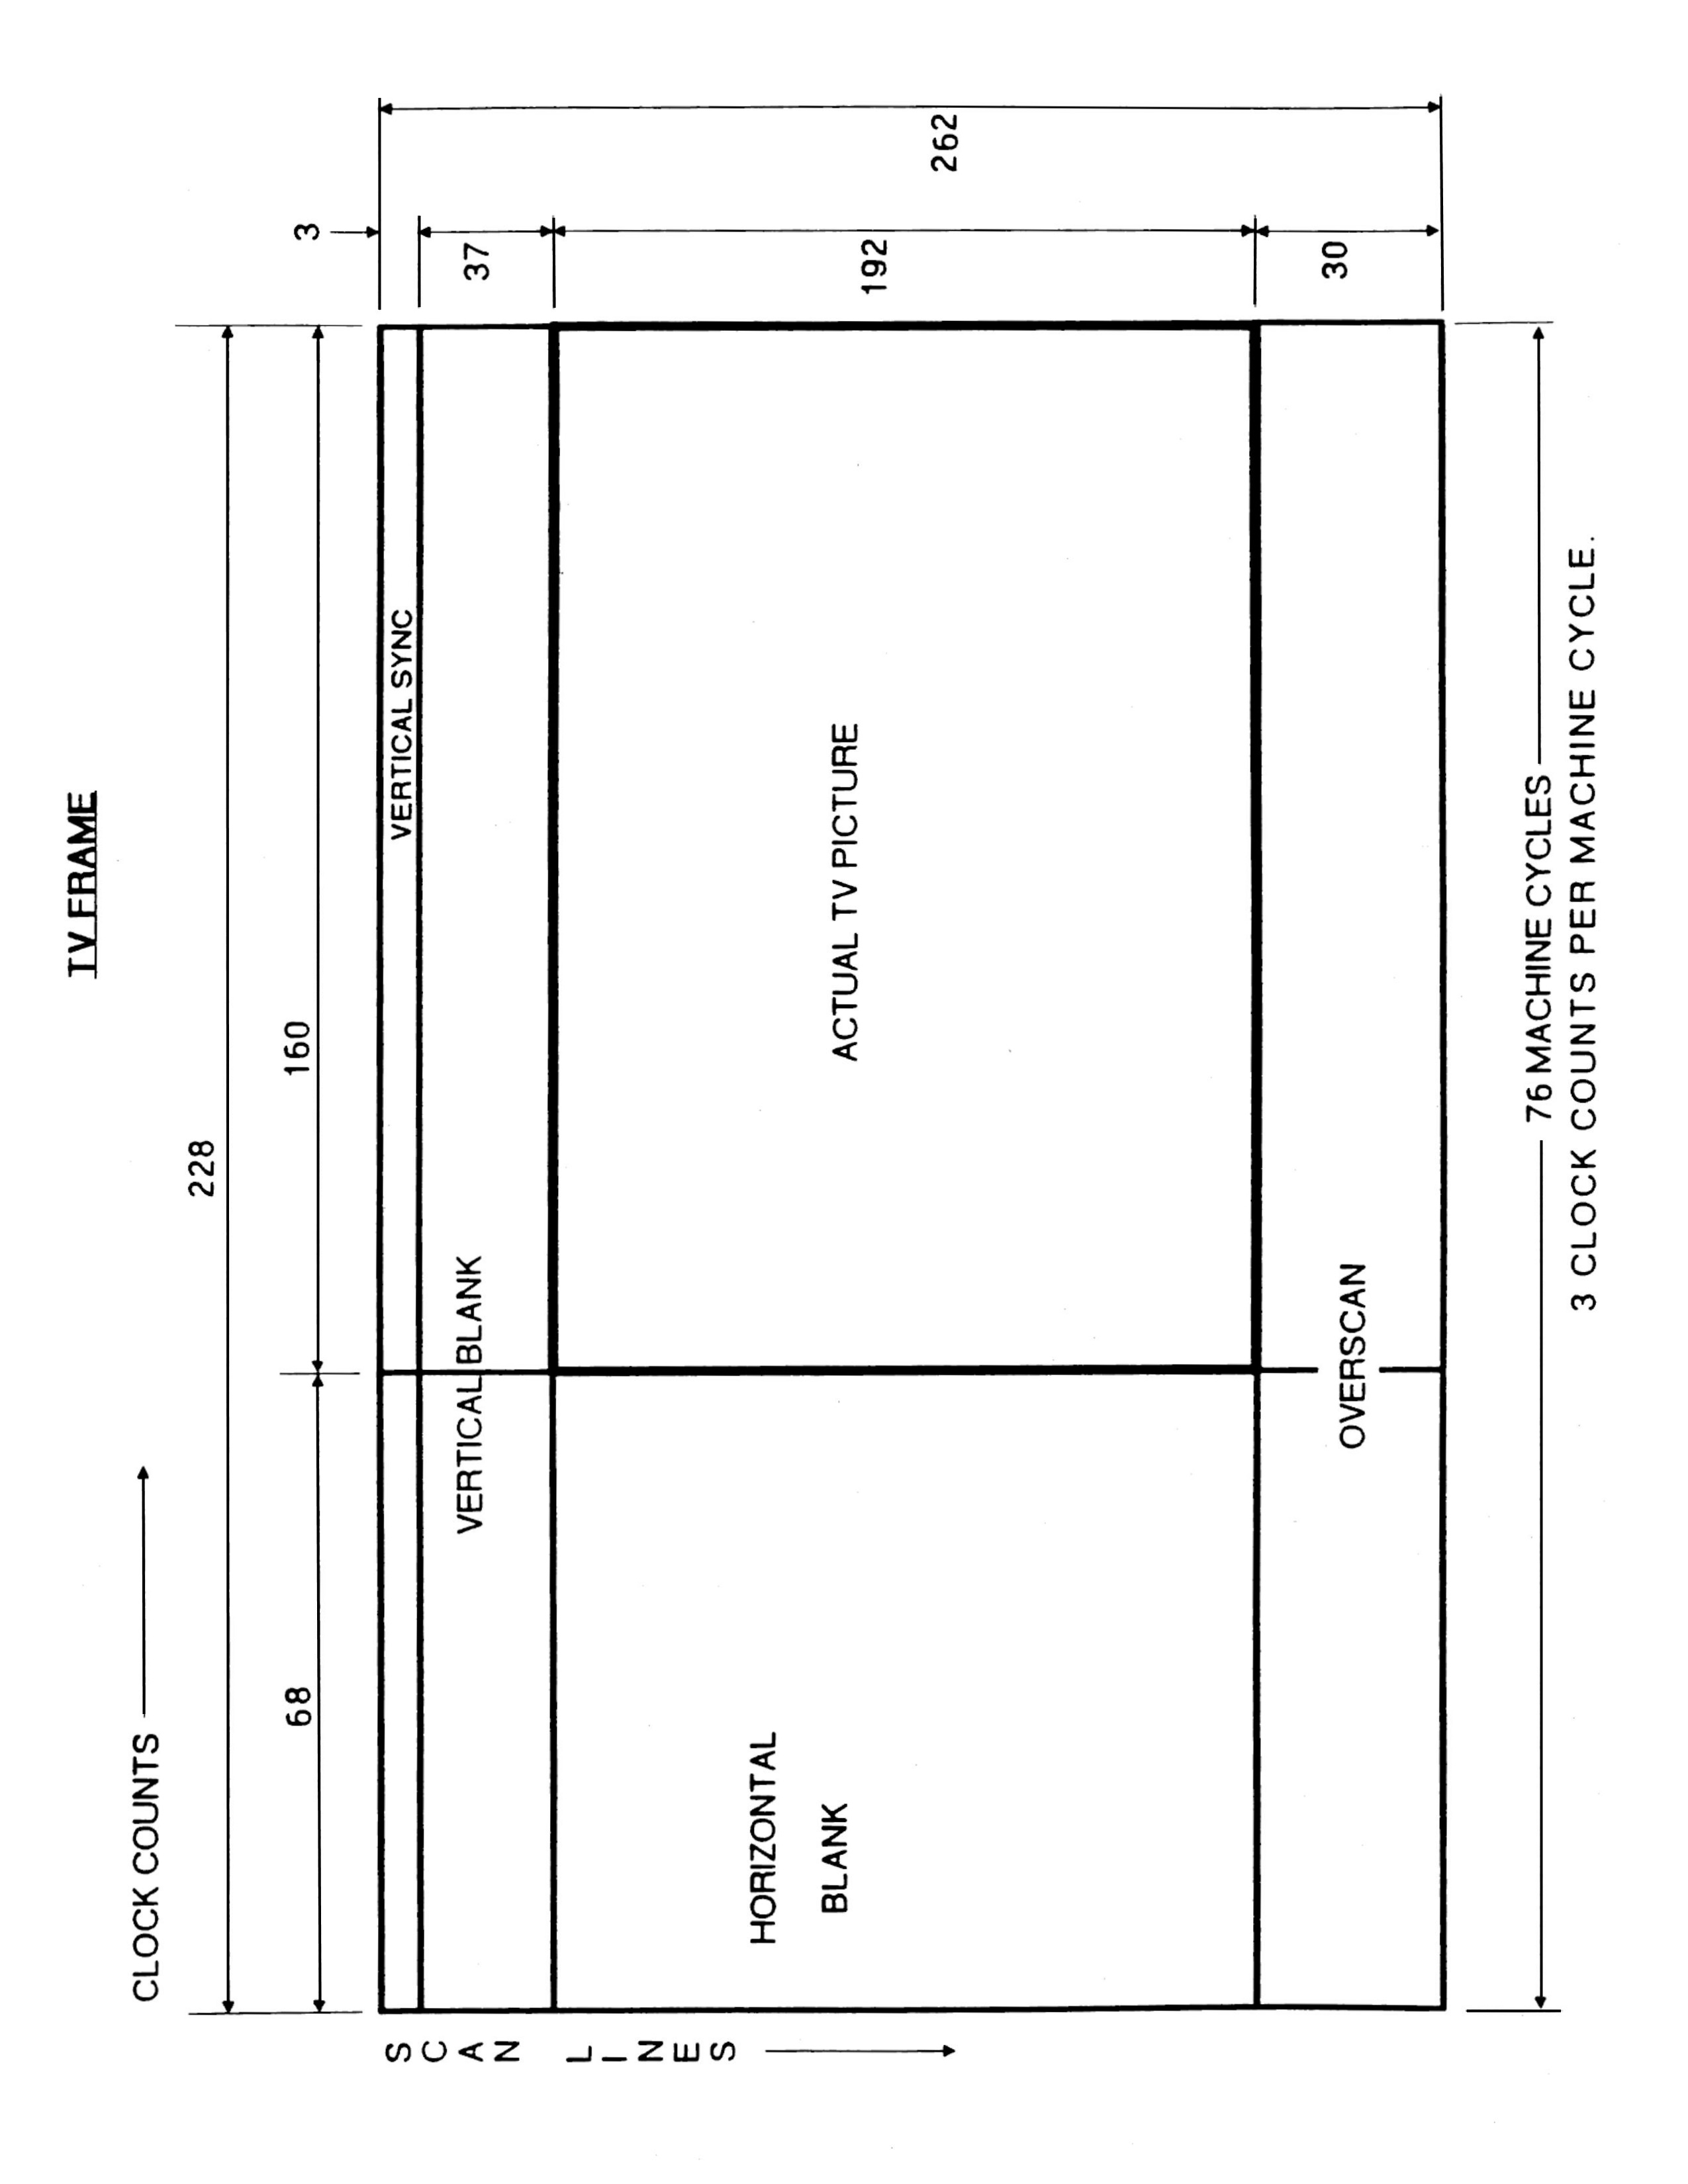 TV FRAME
CLOCK COUNTS
228
68
160
3
SCAN LINES
VERTICAL SYNC
VERTICAL BLANK
37
262
HORIZONTAL
BLANK
ACTUAL TV PICTURE
192
OVERSCAN
30
76 MACHINE CYCLES
3 CLOCK COUNTS PER MACHINE CYCLE.